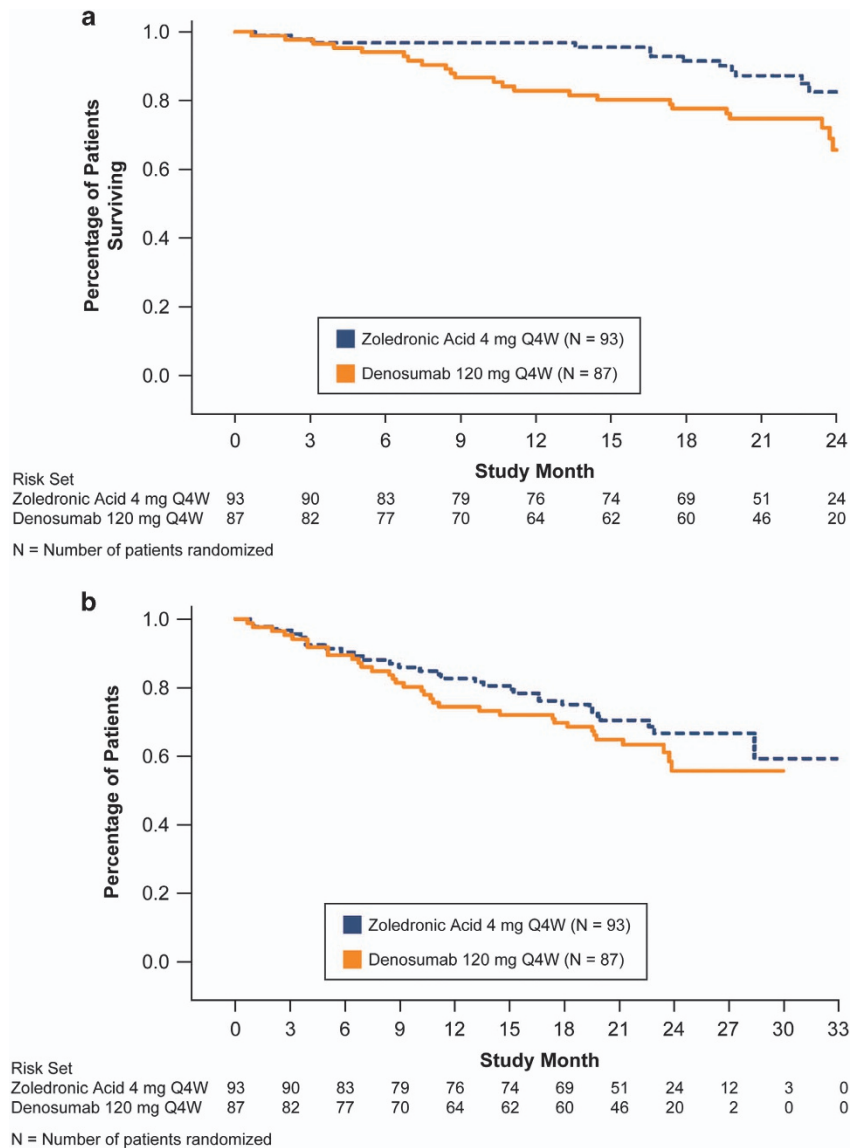 a
Percentage of Patients
Surviving
1.0
0.8
0.6
0.4
0.2
0.0
Zoledronic Acid 4 mg Q4W (N = 93)
Denosumab 120 mg Q4W (N = 87)
0 3 6 9 12 15 18 21 24
Study Month
Risk Set
Zoledronic Acid 4 mg Q4W 93 90 83 79 76 74 69 51 24
Denosumab 120 mg Q4W 87 82 77 70 64 62 60 46 20
N = Number of patients randomized
b
Percentage of Patients
1.0
0.8
0.6
0.4
0.2
0.0
Zoledronic Acid 4 mg Q4W (N = 93)
Denosumab 120 mg Q4W (N = 87)
0 3 6 9 12 15 18 21 24 27 30 33
Study Month
Risk Set
Zoledronic Acid 4 mg Q4W 93 90 83 79 76 74 69 51 24 12 3 0
Denosumab 120 mg Q4W 87 82 77 70 64 62 60 46 20 2 0 0
N = Number of patients randomized